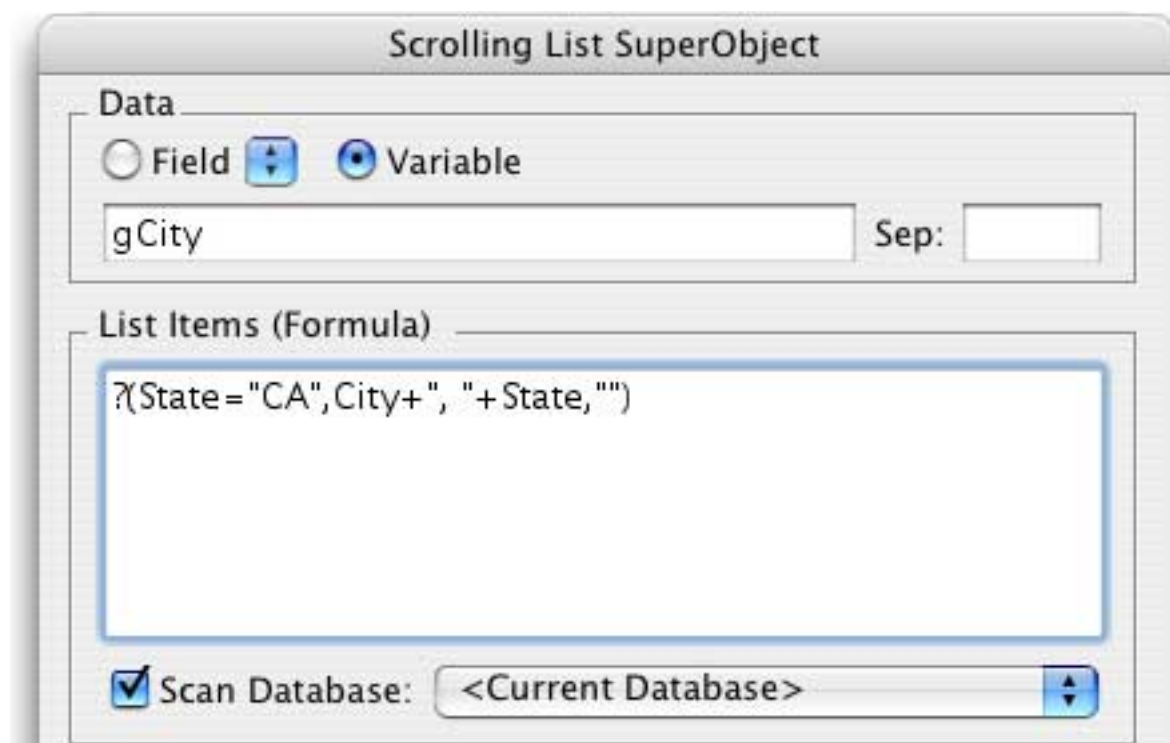 Scrolling List SuperObject
Data
Field Variable
gCity Sep:
List Items (Formula)
?(State="CA",City+", "+State,"")
Scan Database: <Current Database>